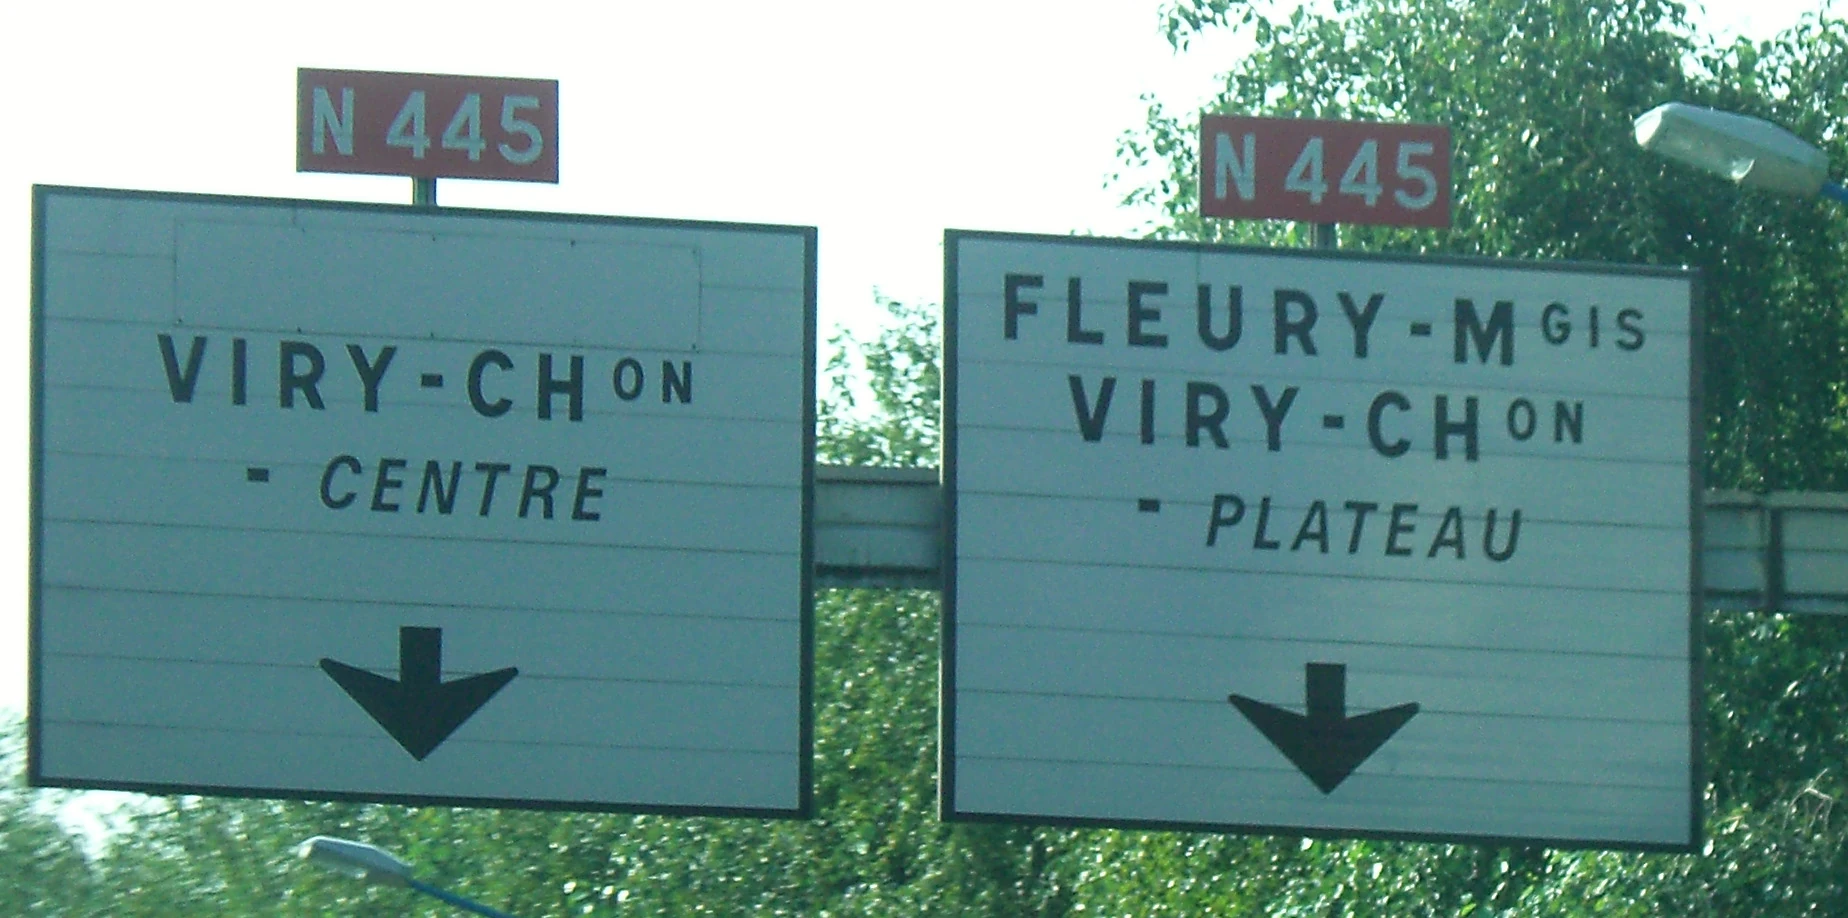 N 445
VIRY-CHON
- CENTRE
N 445
FLEURY-MGIS
VIRY-CHON
- PLATEAU